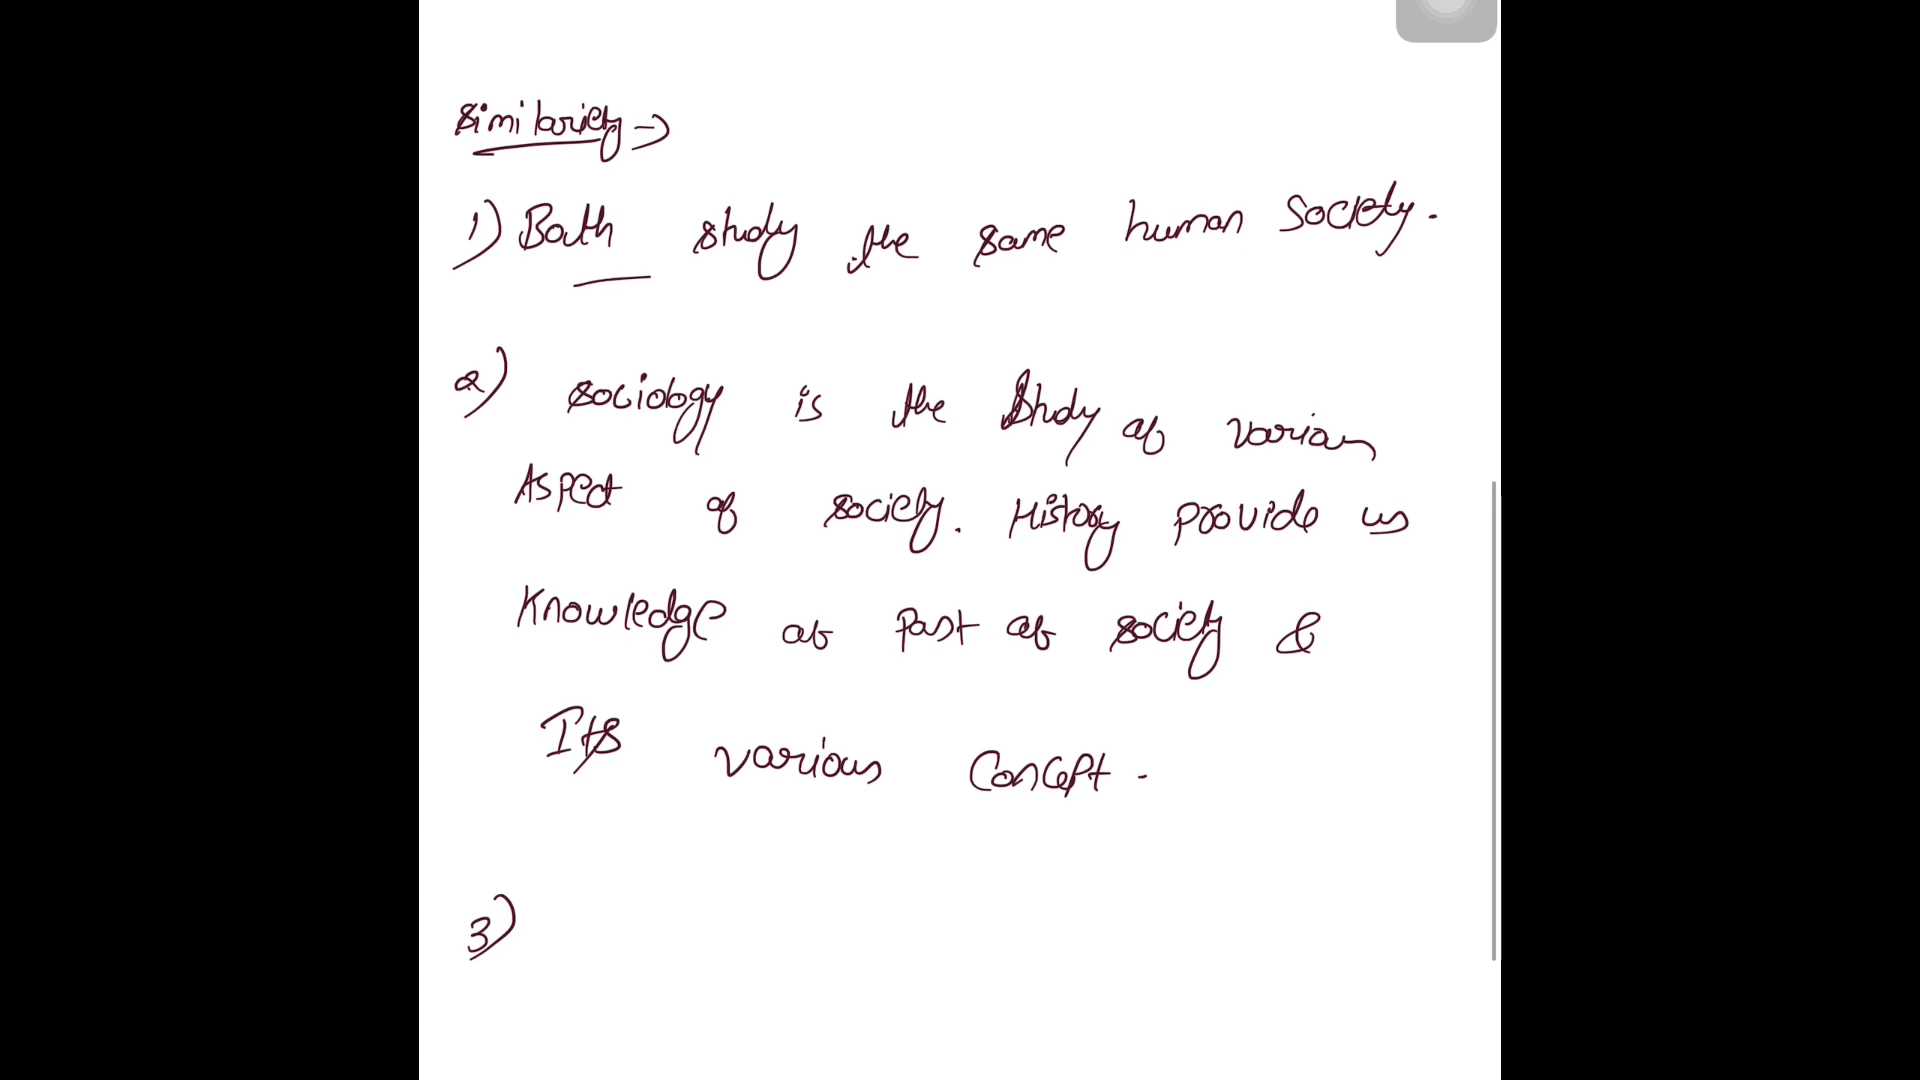 Similariety →
1) Both study the same human Society.
2) Sociology is the Study of various
Aspect of society. History provide us
Knowledge of Past of society &
Its various Concept.
3)